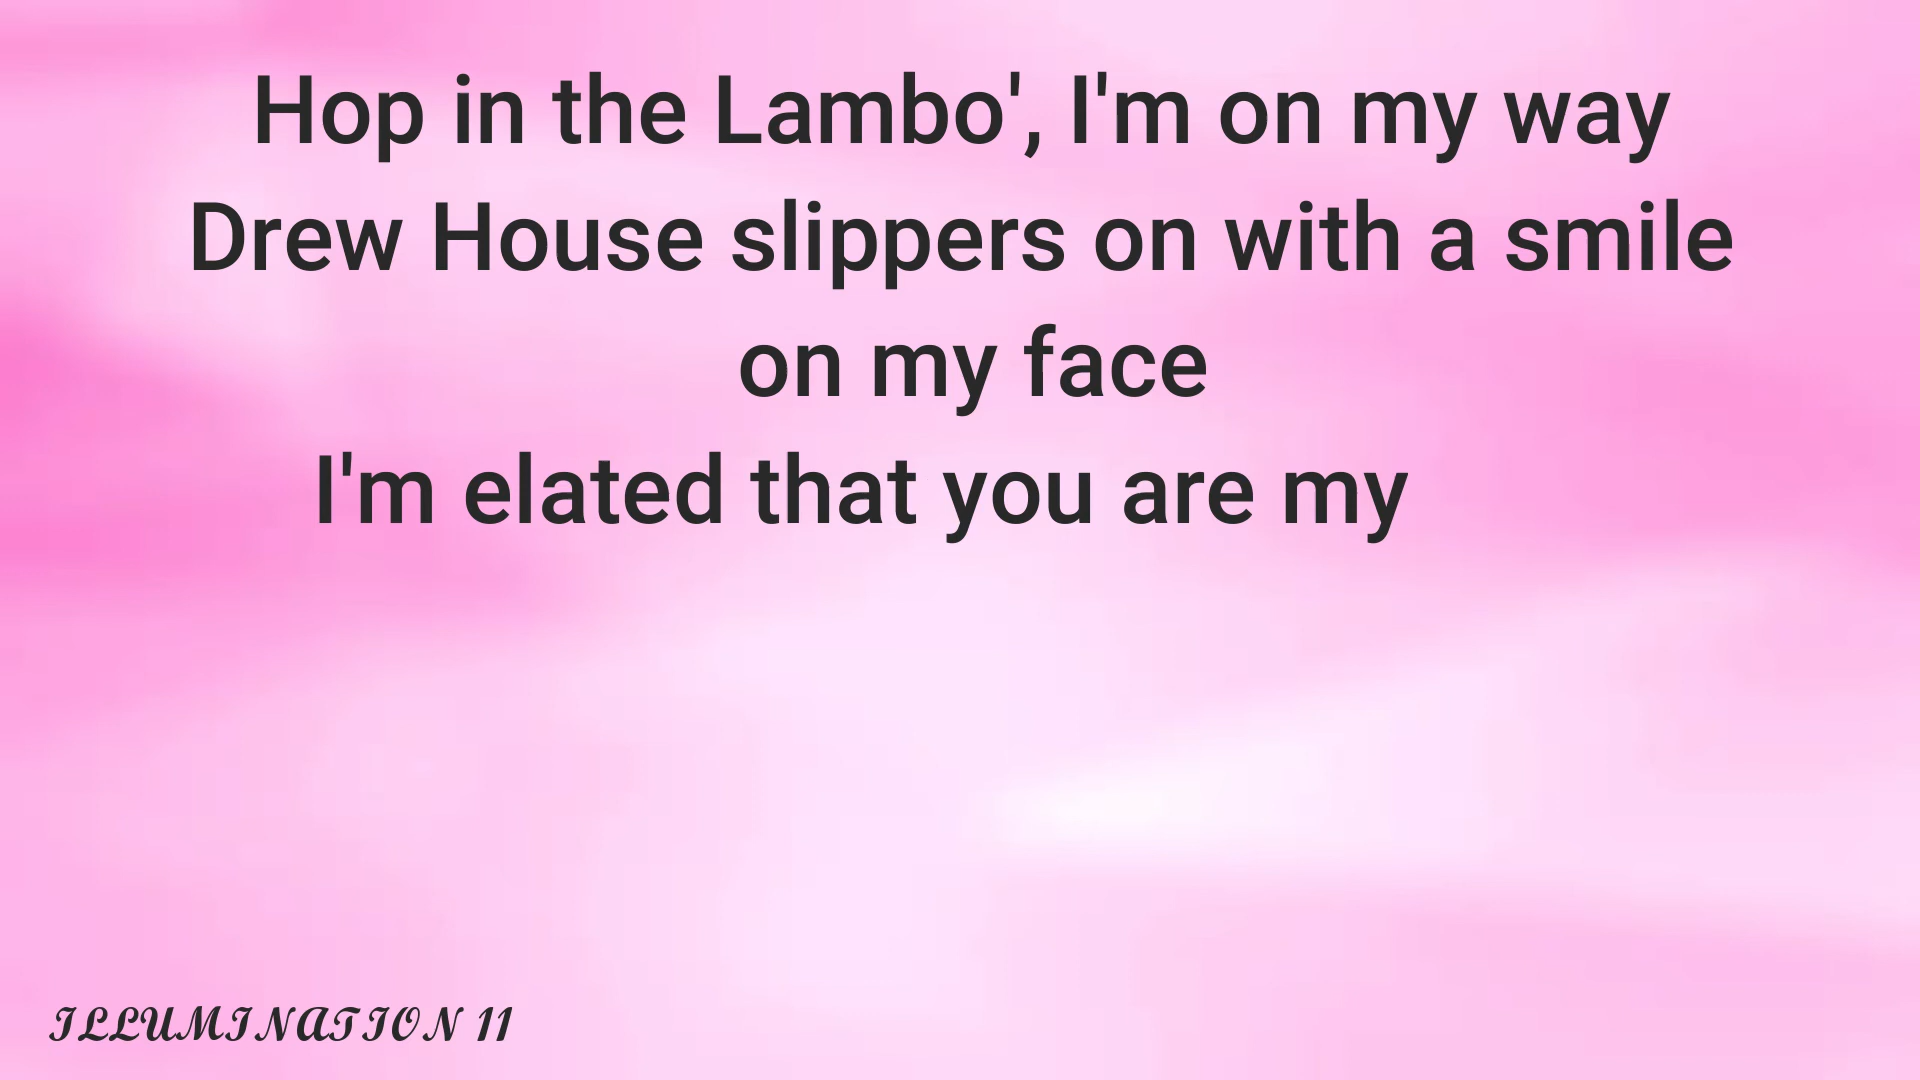 Hop in the Lambo', I'm on my way
Drew House slippers on with a smile
on my face
I'm elated that you are my
ILLUMINATION 11